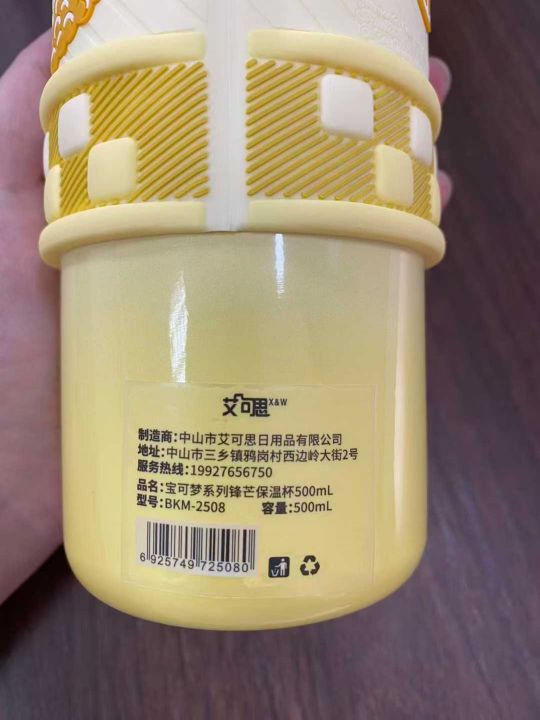 艾可思X&W
制造商:中山市艾可思日用品有限公司
地址:中山市三乡镇鸦岗村西边岭大街2号
服务热线:19927656750
品名:宝可梦系列锋芒保温杯500mL
型号:BKM-2508 容量:500mL
6 925749 725080